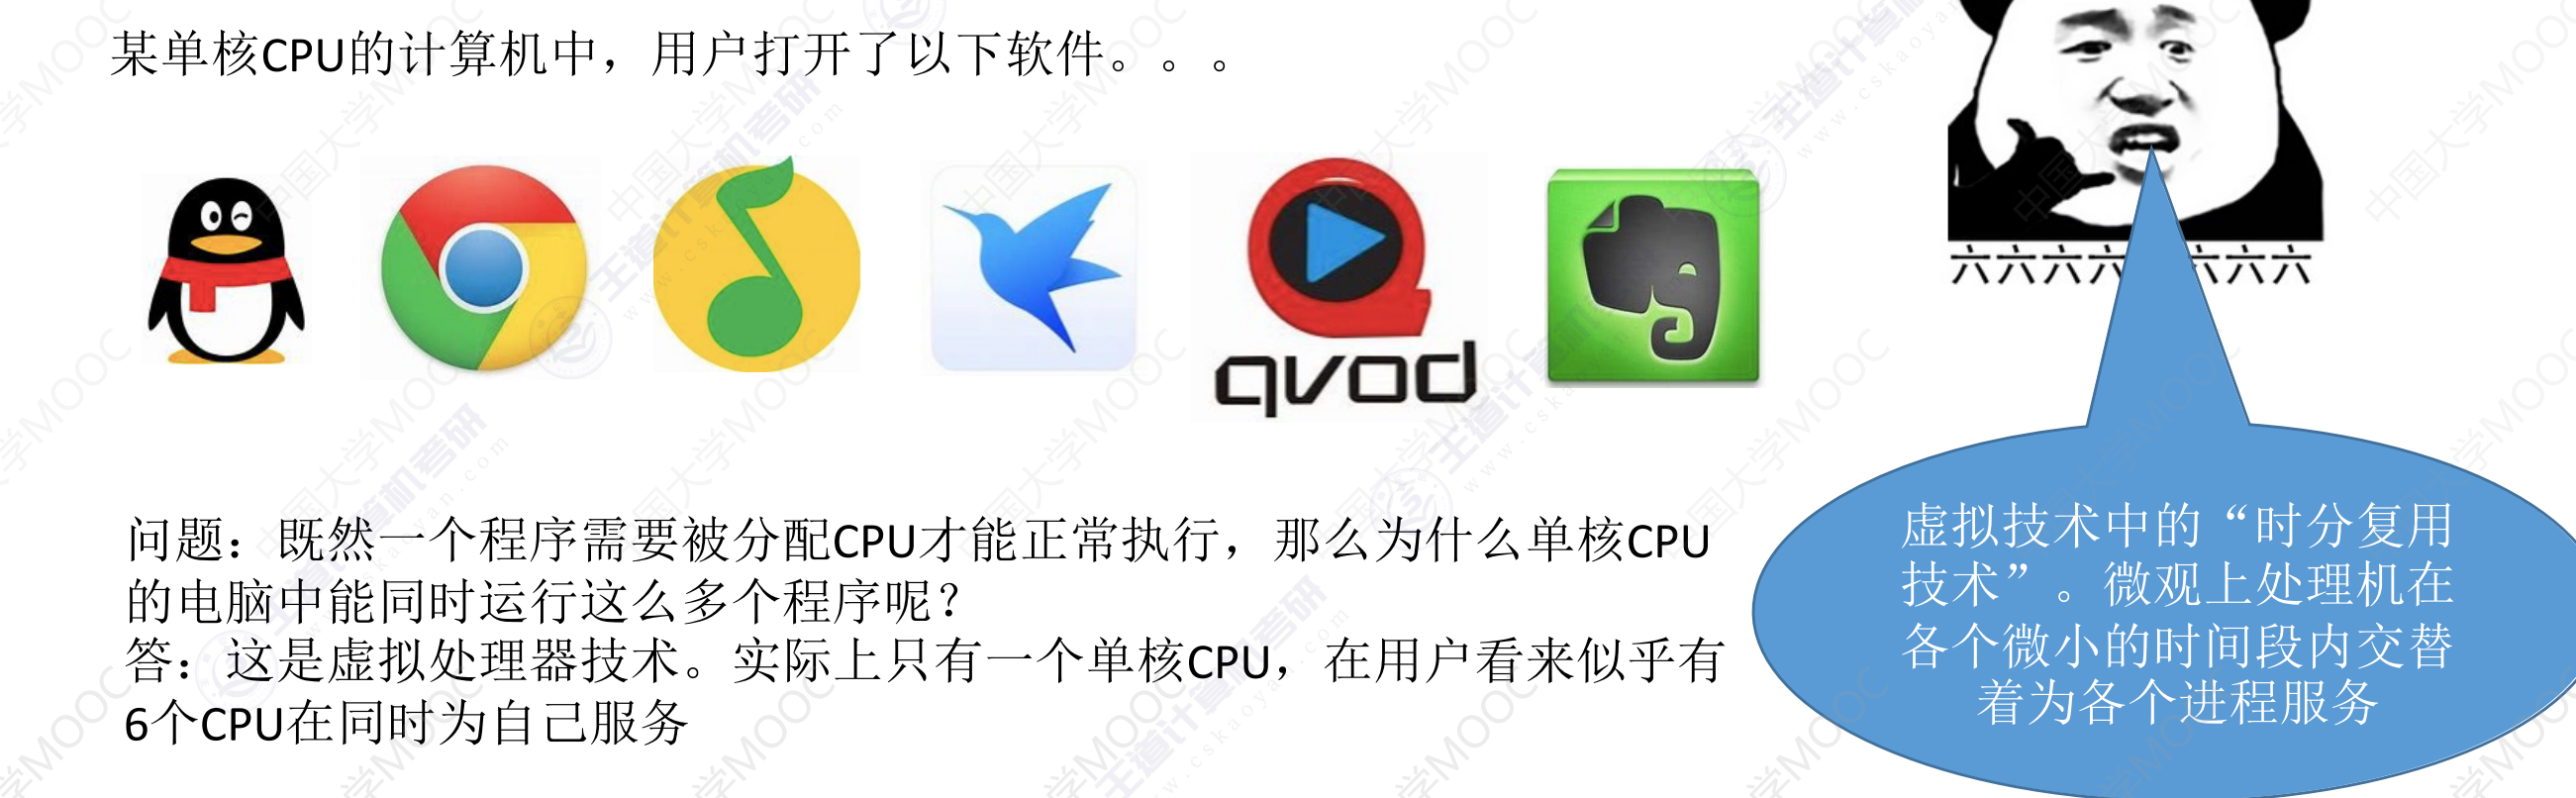 某单核CPU的计算机中，用户打开了以下软件。。。
qvod
六六六六六六六
问题：既然一个程序需要被分配CPU才能正常执行，那么为什么单核CPU
的电脑中能同时运行这么多个程序呢？
答：这是虚拟处理器技术。实际上只有一个单核CPU，在用户看来似乎有
6个CPU在同时为自己服务
虚拟技术中的“时分复用
技术”。微观上处理机在
各个微小的时间段内交替
着为各个进程服务
中国大学MOOC
王道计算机考研
www.cskaoyan.com